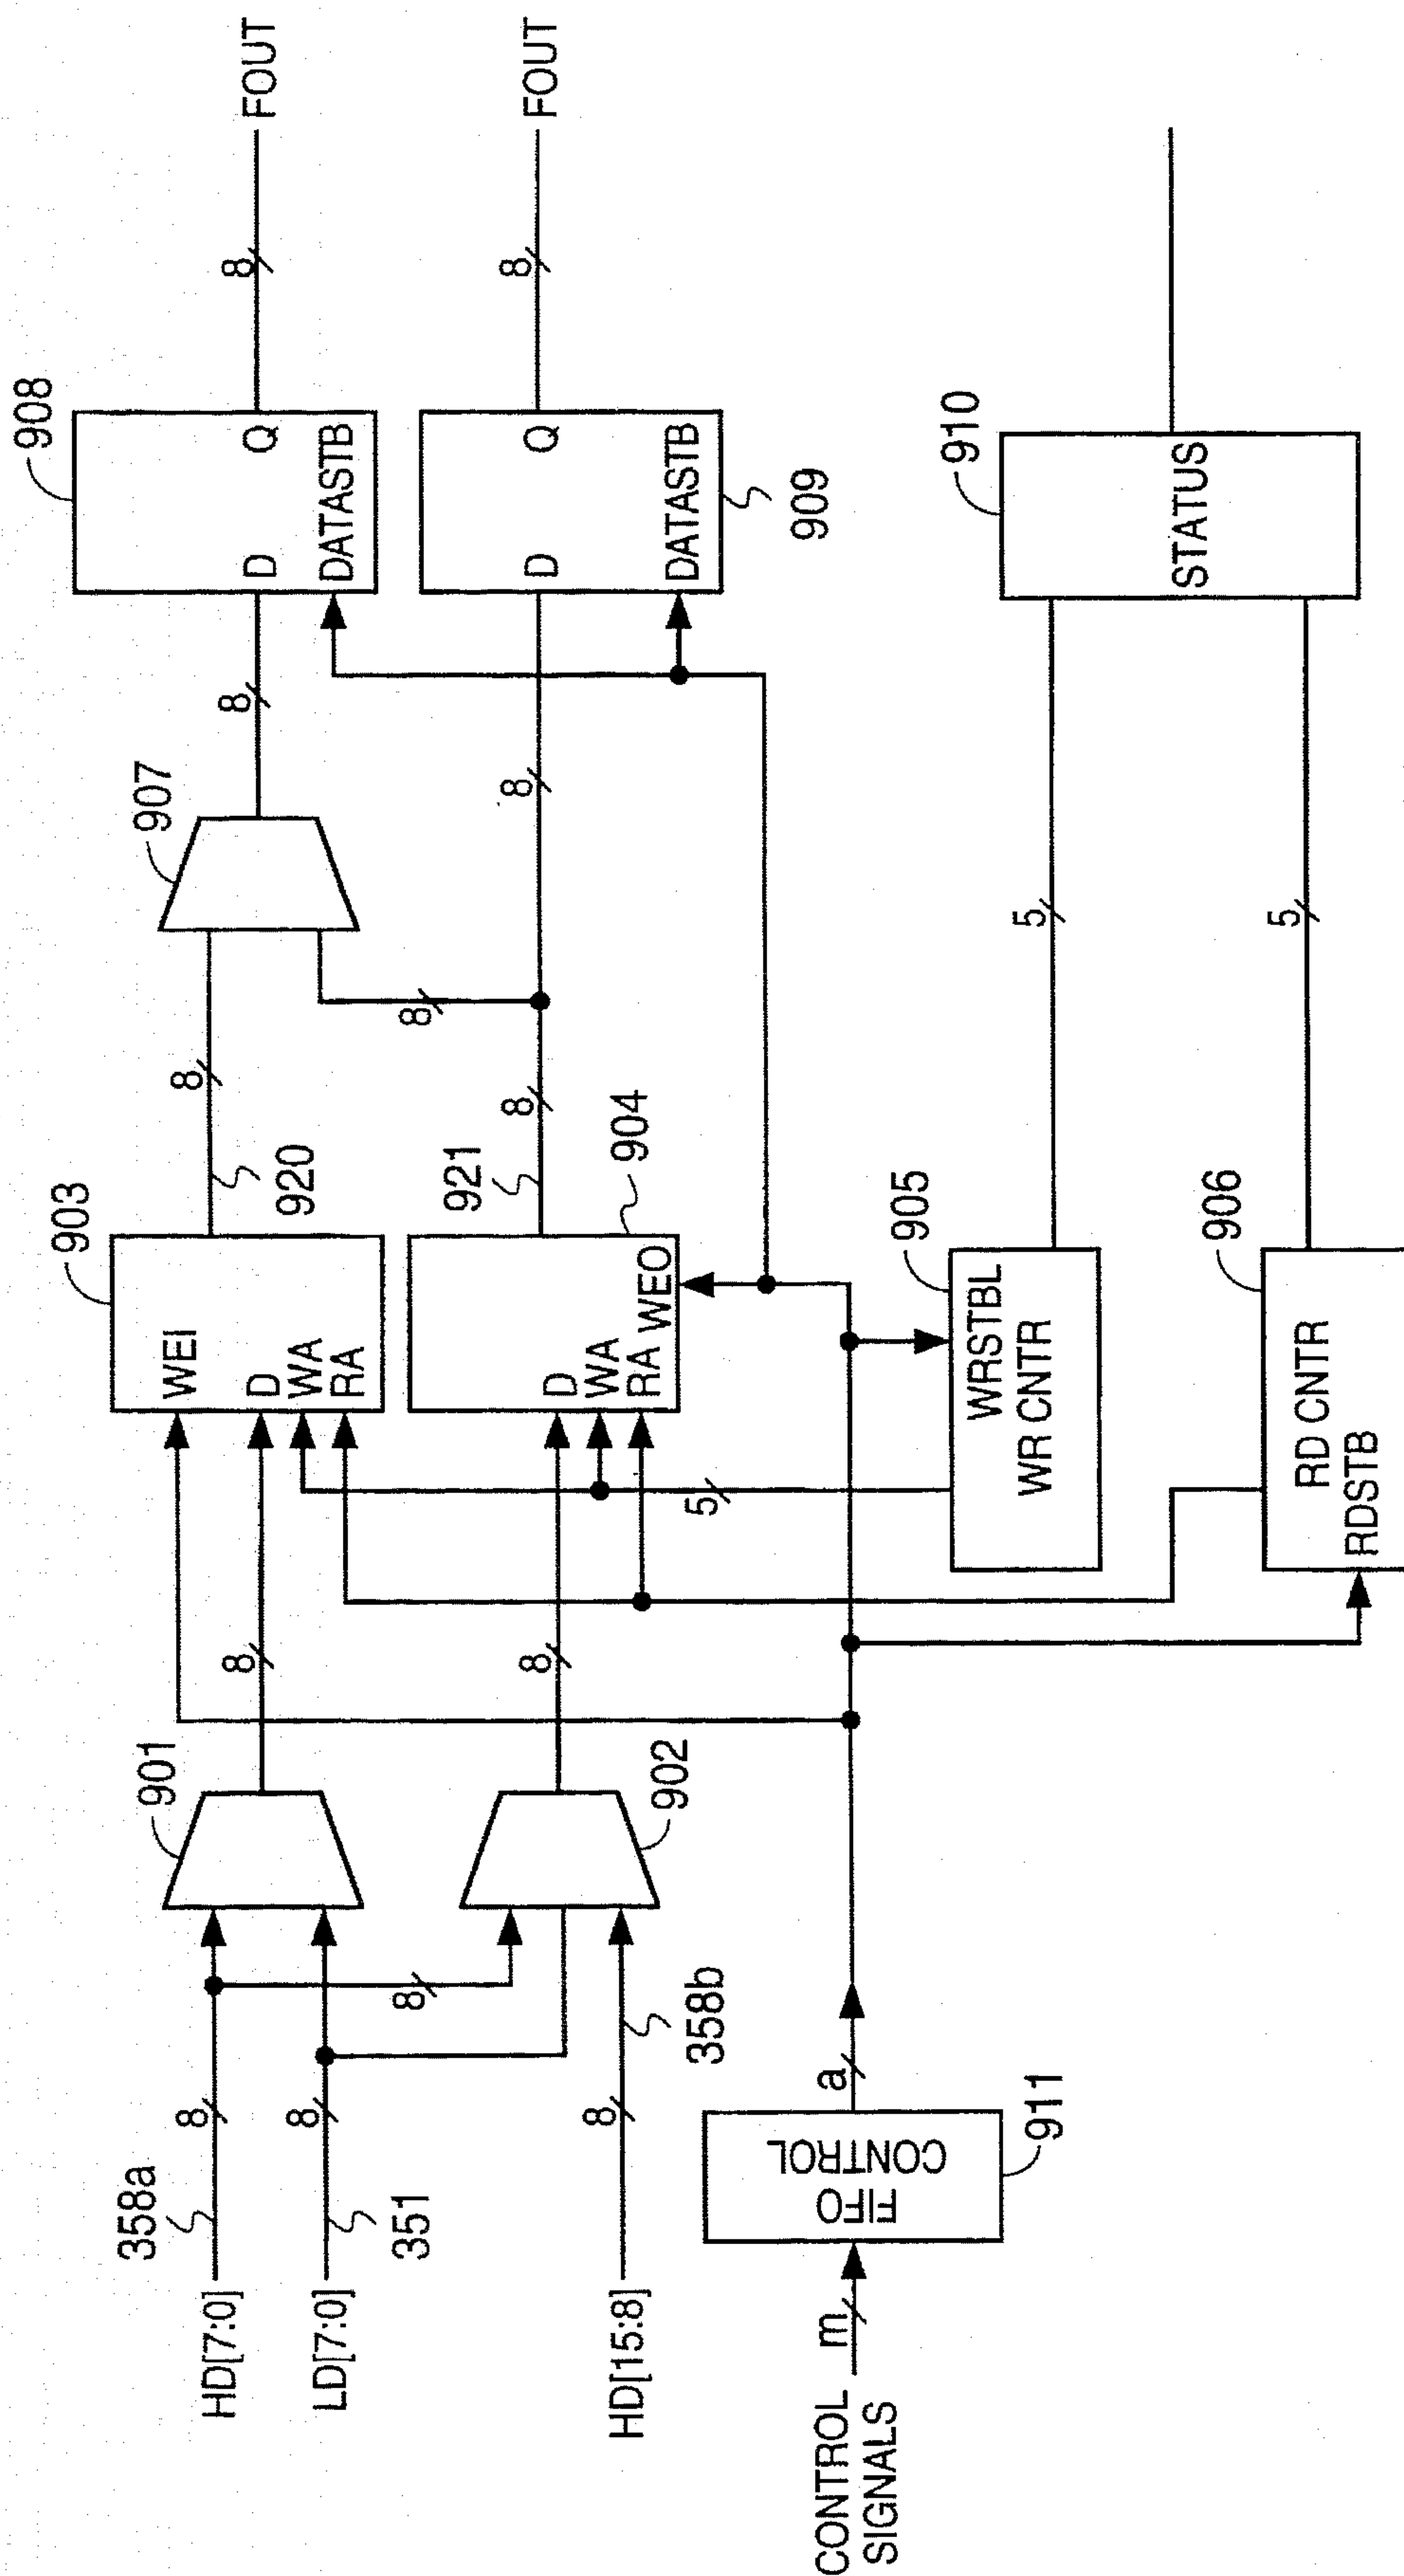 358a
HD[7:0]
8
LD[7:0]
8
351
8
HD[15:8]
8
358b
901
8
902
8
CONTROL
SIGNALS
m
FIFO
CONTROL
911
a
903
WEI
D
WA
RA
920
8
904
D
WA
RA WEO
921
8
5
8
907
8
8
908
D Q
DATASTB
8
FOUT
909
D Q
DATASTB
8
FOUT
905
WRSTBL
WR CNTR
5
906
RD CNTR
RDSTB
5
910
STATUS